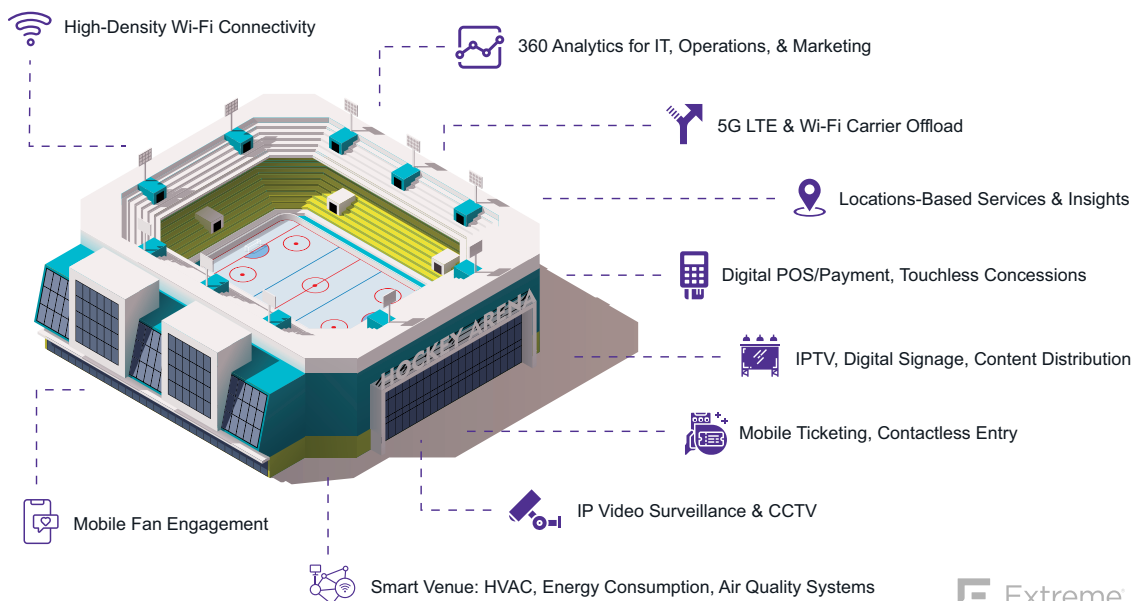 High-Density Wi-Fi Connectivity
360 Analytics for IT, Operations, & Marketing
5G LTE & Wi-Fi Carrier Offload
Locations-Based Services & Insights
Digital POS/Payment, Touchless Concessions
HOCKEY ARENA
IPTV, Digital Signage, Content Distribution
Mobile Ticketing, Contactless Entry
IP Video Surveillance & CCTV
Mobile Fan Engagement
Smart Venue: HVAC, Energy Consumption, Air Quality Systems
Extreme